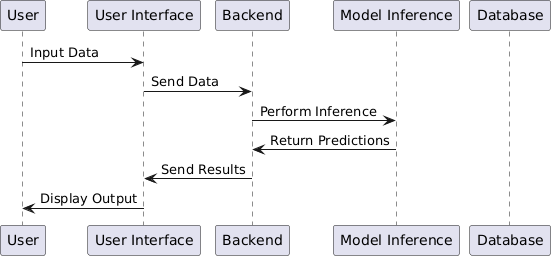 User
User Interface
Backend
Model Inference
Database
Input Data
Send Data
Perform Inference
Return Predictions
Send Results
Display Output
User
User Interface
Backend
Model Inference
Database